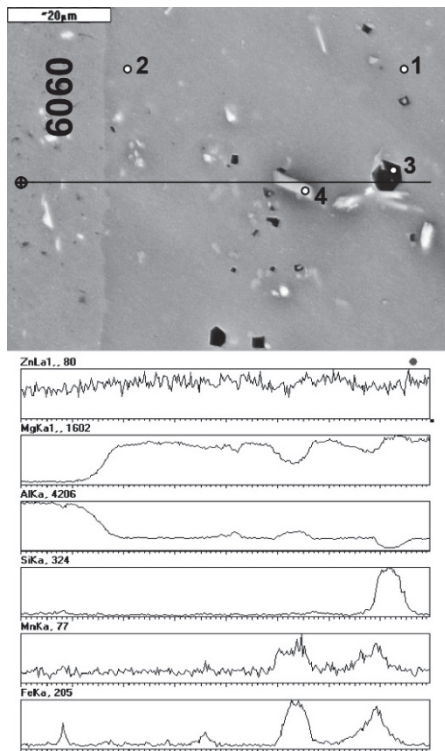 ~20µm
6060
2
1
3
4
ZnLa1,, 80
MgKa1,, 1602
AlKa, 4206
SiKa, 324
MnKa, 77
FeKa, 205